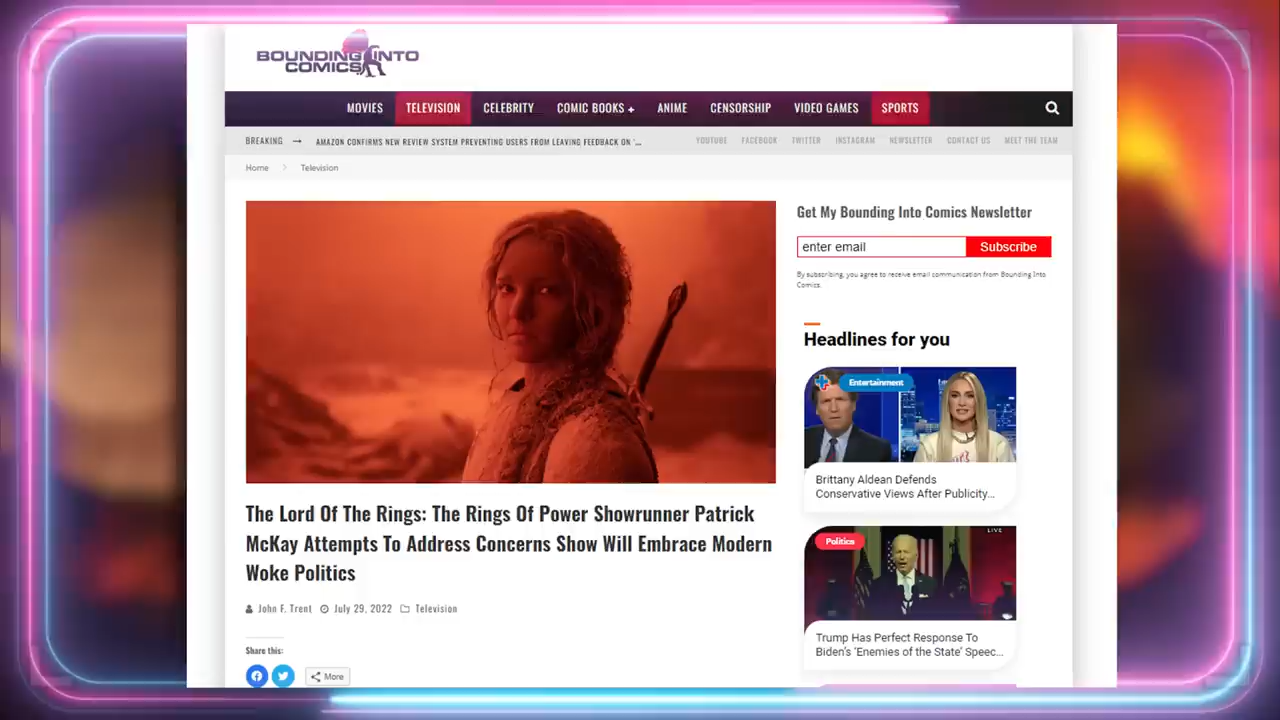 BOUNDING INTO
COMICS
MOVIES TELEVISION CELEBRITY COMIC BOOKS + ANIME CENSORSHIP VIDEO GAMES SPORTS
BREAKING → AMAZON CONFIRMS NEW REVIEW SYSTEM PREVENTING USERS FROM LEAVING FEEDBACK ON '... YOUTUBE FACEBOOK TWITTER INSTAGRAM NEWSLETTER CONTACT US MEET THE TEAM
Home > Television
The Lord Of The Rings: The Rings Of Power Showrunner Patrick
McKay Attempts To Address Concerns Show Will Embrace Modern
Woke Politics
John F. Trent July 29, 2022 Television
Share this:
More
Get My Bounding Into Comics Newsletter
enter email Subscribe
By subscribing, you agree to receive email communication from Bounding Into
Comics.
Headlines for you
Entertainment
Brittany Aldean Defends
Conservative Views After Publicity...
LIVE
Politics
Trump Has Perfect Response To
Biden's 'Enemies of the State' Speec...